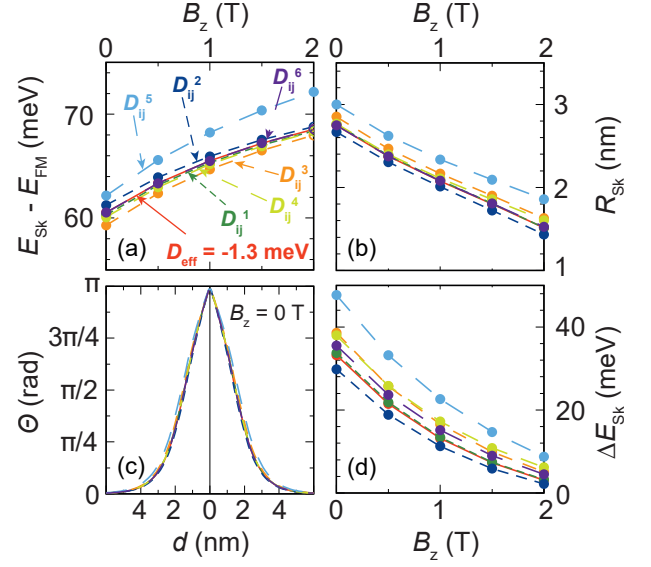 B_z (T)
B_z (T)
0 1 2
0 1 2
E_Sk - E_FM (meV)
70
60
D_ij^5
D_ij^2
D_ij^6
D_ij^3
D_ij^4
D_ij^1
D_eff = -1.3 meV
(a)
(b)
3
2
1
R_Sk (nm)
Θ (rad)
π
3π/4
π/2
π/4
0
B_z = 0 T
(c)
(d)
40
20
0
ΔE_Sk (meV)
4 2 0 2 4
0 1 2
d (nm)
B_z (T)